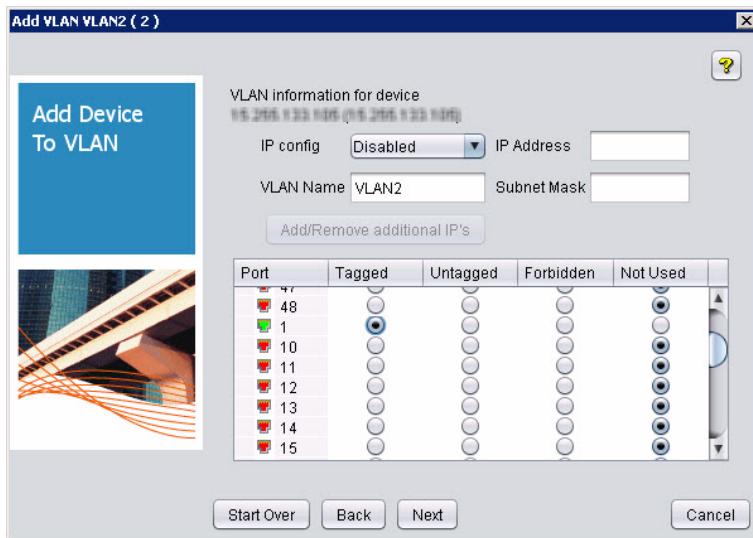 Add VLAN VLAN2 ( 2 )
Add Device
To VLAN
VLAN information for device
IP config Disabled IP Address
VLAN Name VLAN2 Subnet Mask
Add/Remove additional IP's
Port Tagged Untagged Forbidden Not Used
47
48
1
10
11
12
13
14
15
Start Over Back Next Cancel